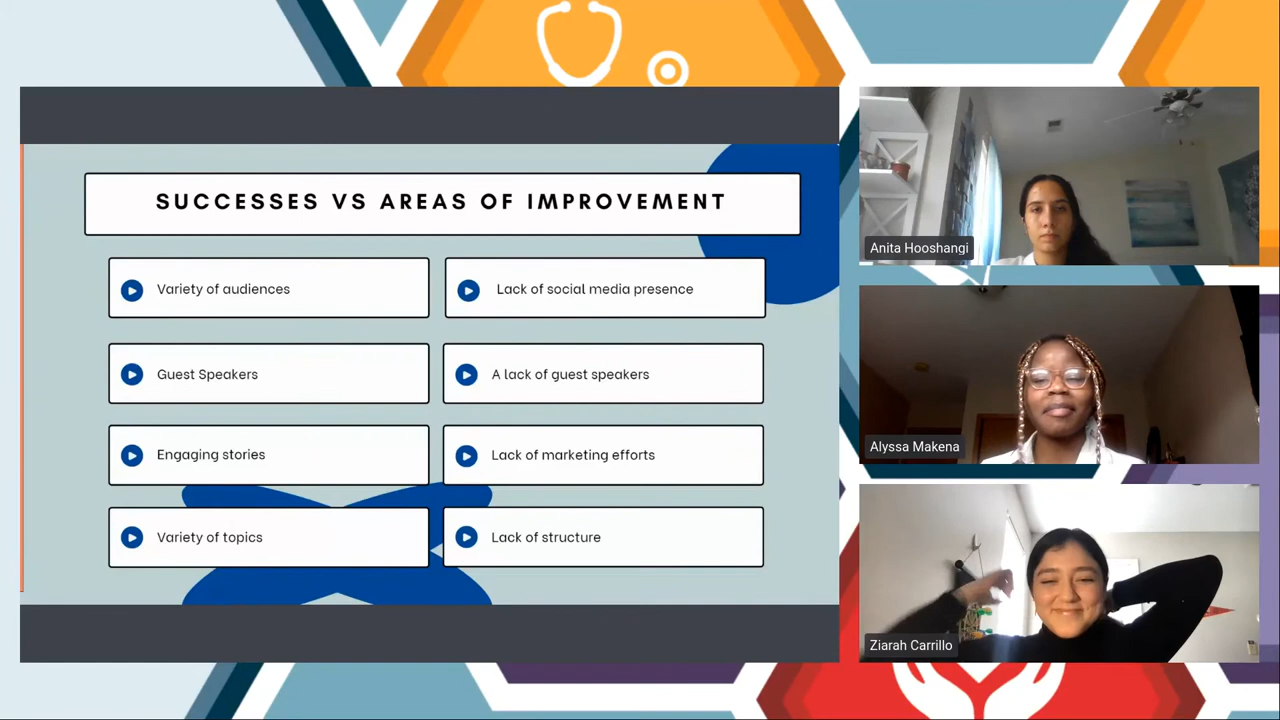 SUCCESSES VS AREAS OF IMPROVEMENT
Variety of audiences
Lack of social media presence
Guest Speakers
A lack of guest speakers
Engaging stories
Lack of marketing efforts
Variety of topics
Lack of structure
Anita Hooshangi
Alyssa Makena
Ziarah Carrillo